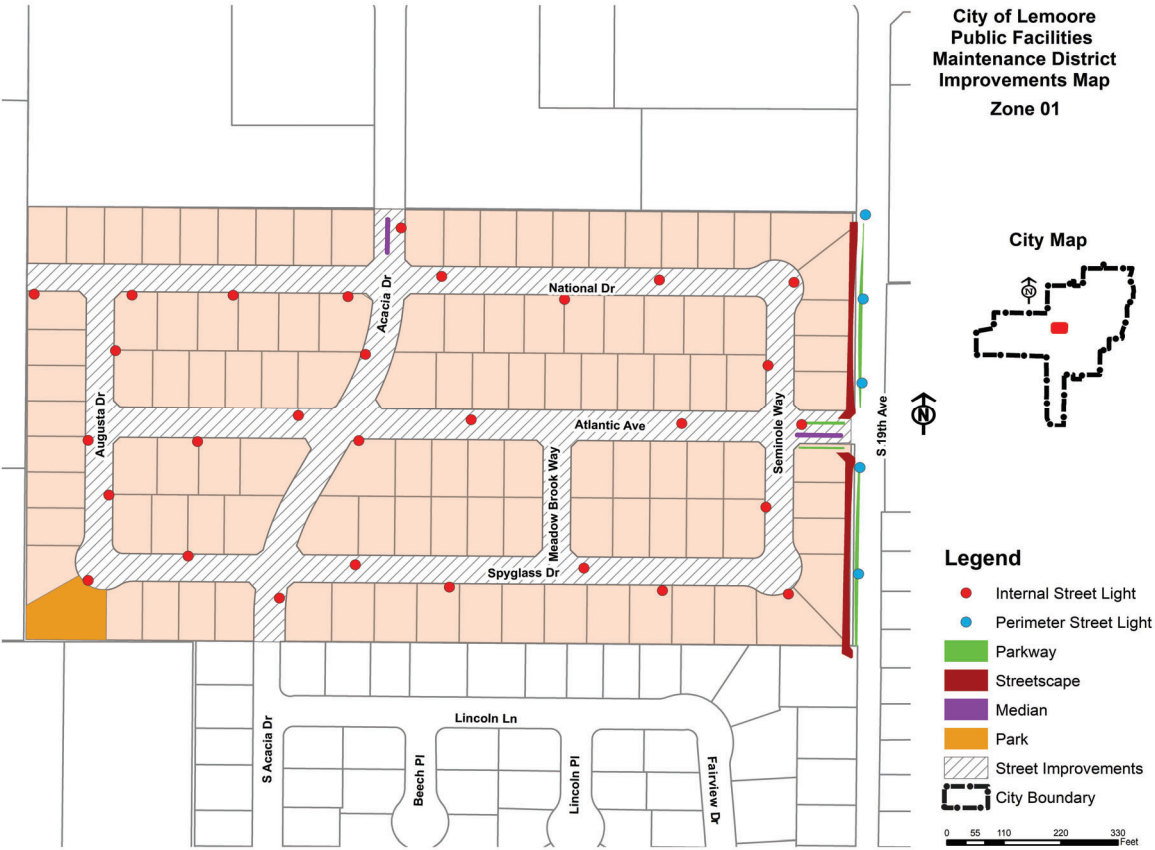 City of Lemoore
Public Facilities
Maintenance District
Improvements Map
Zone 01
City Map
N
N
Acacia Dr
National Dr
Augusta Dr
Atlantic Ave
Seminole Way
S 19th Ave
Meadow Brook Way
Spyglass Dr
S Acacia Dr
Lincoln Ln
Beech Pl
Lincoln Pl
Fairview Dr
Legend
Internal Street Light
Perimeter Street Light
Parkway
Streetscape
Median
Park
Street Improvements
City Boundary
0 55 110 220 330
Feet